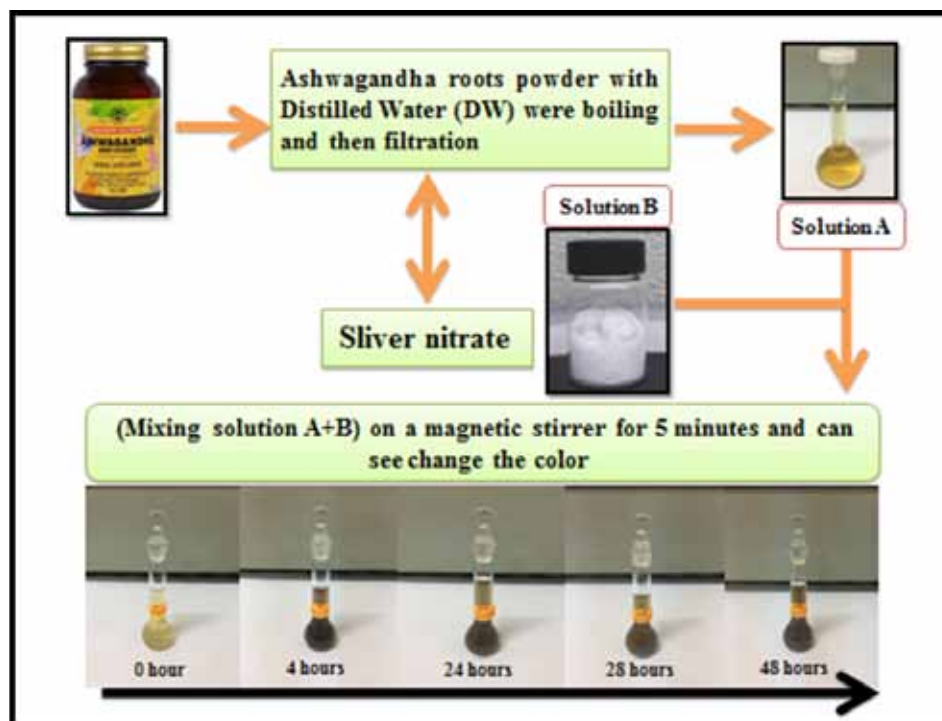 Ashwagandha roots powder with
Distilled Water (DW) were boiling
and then filtration
ASHWAGANDHA
Solution B
Solution A
Sliver nitrate
(Mixing solution A+B) on a magnetic stirrer for 5 minutes and can
see change the color
0 hour
4 hours
24 hours
28 hours
48 hours